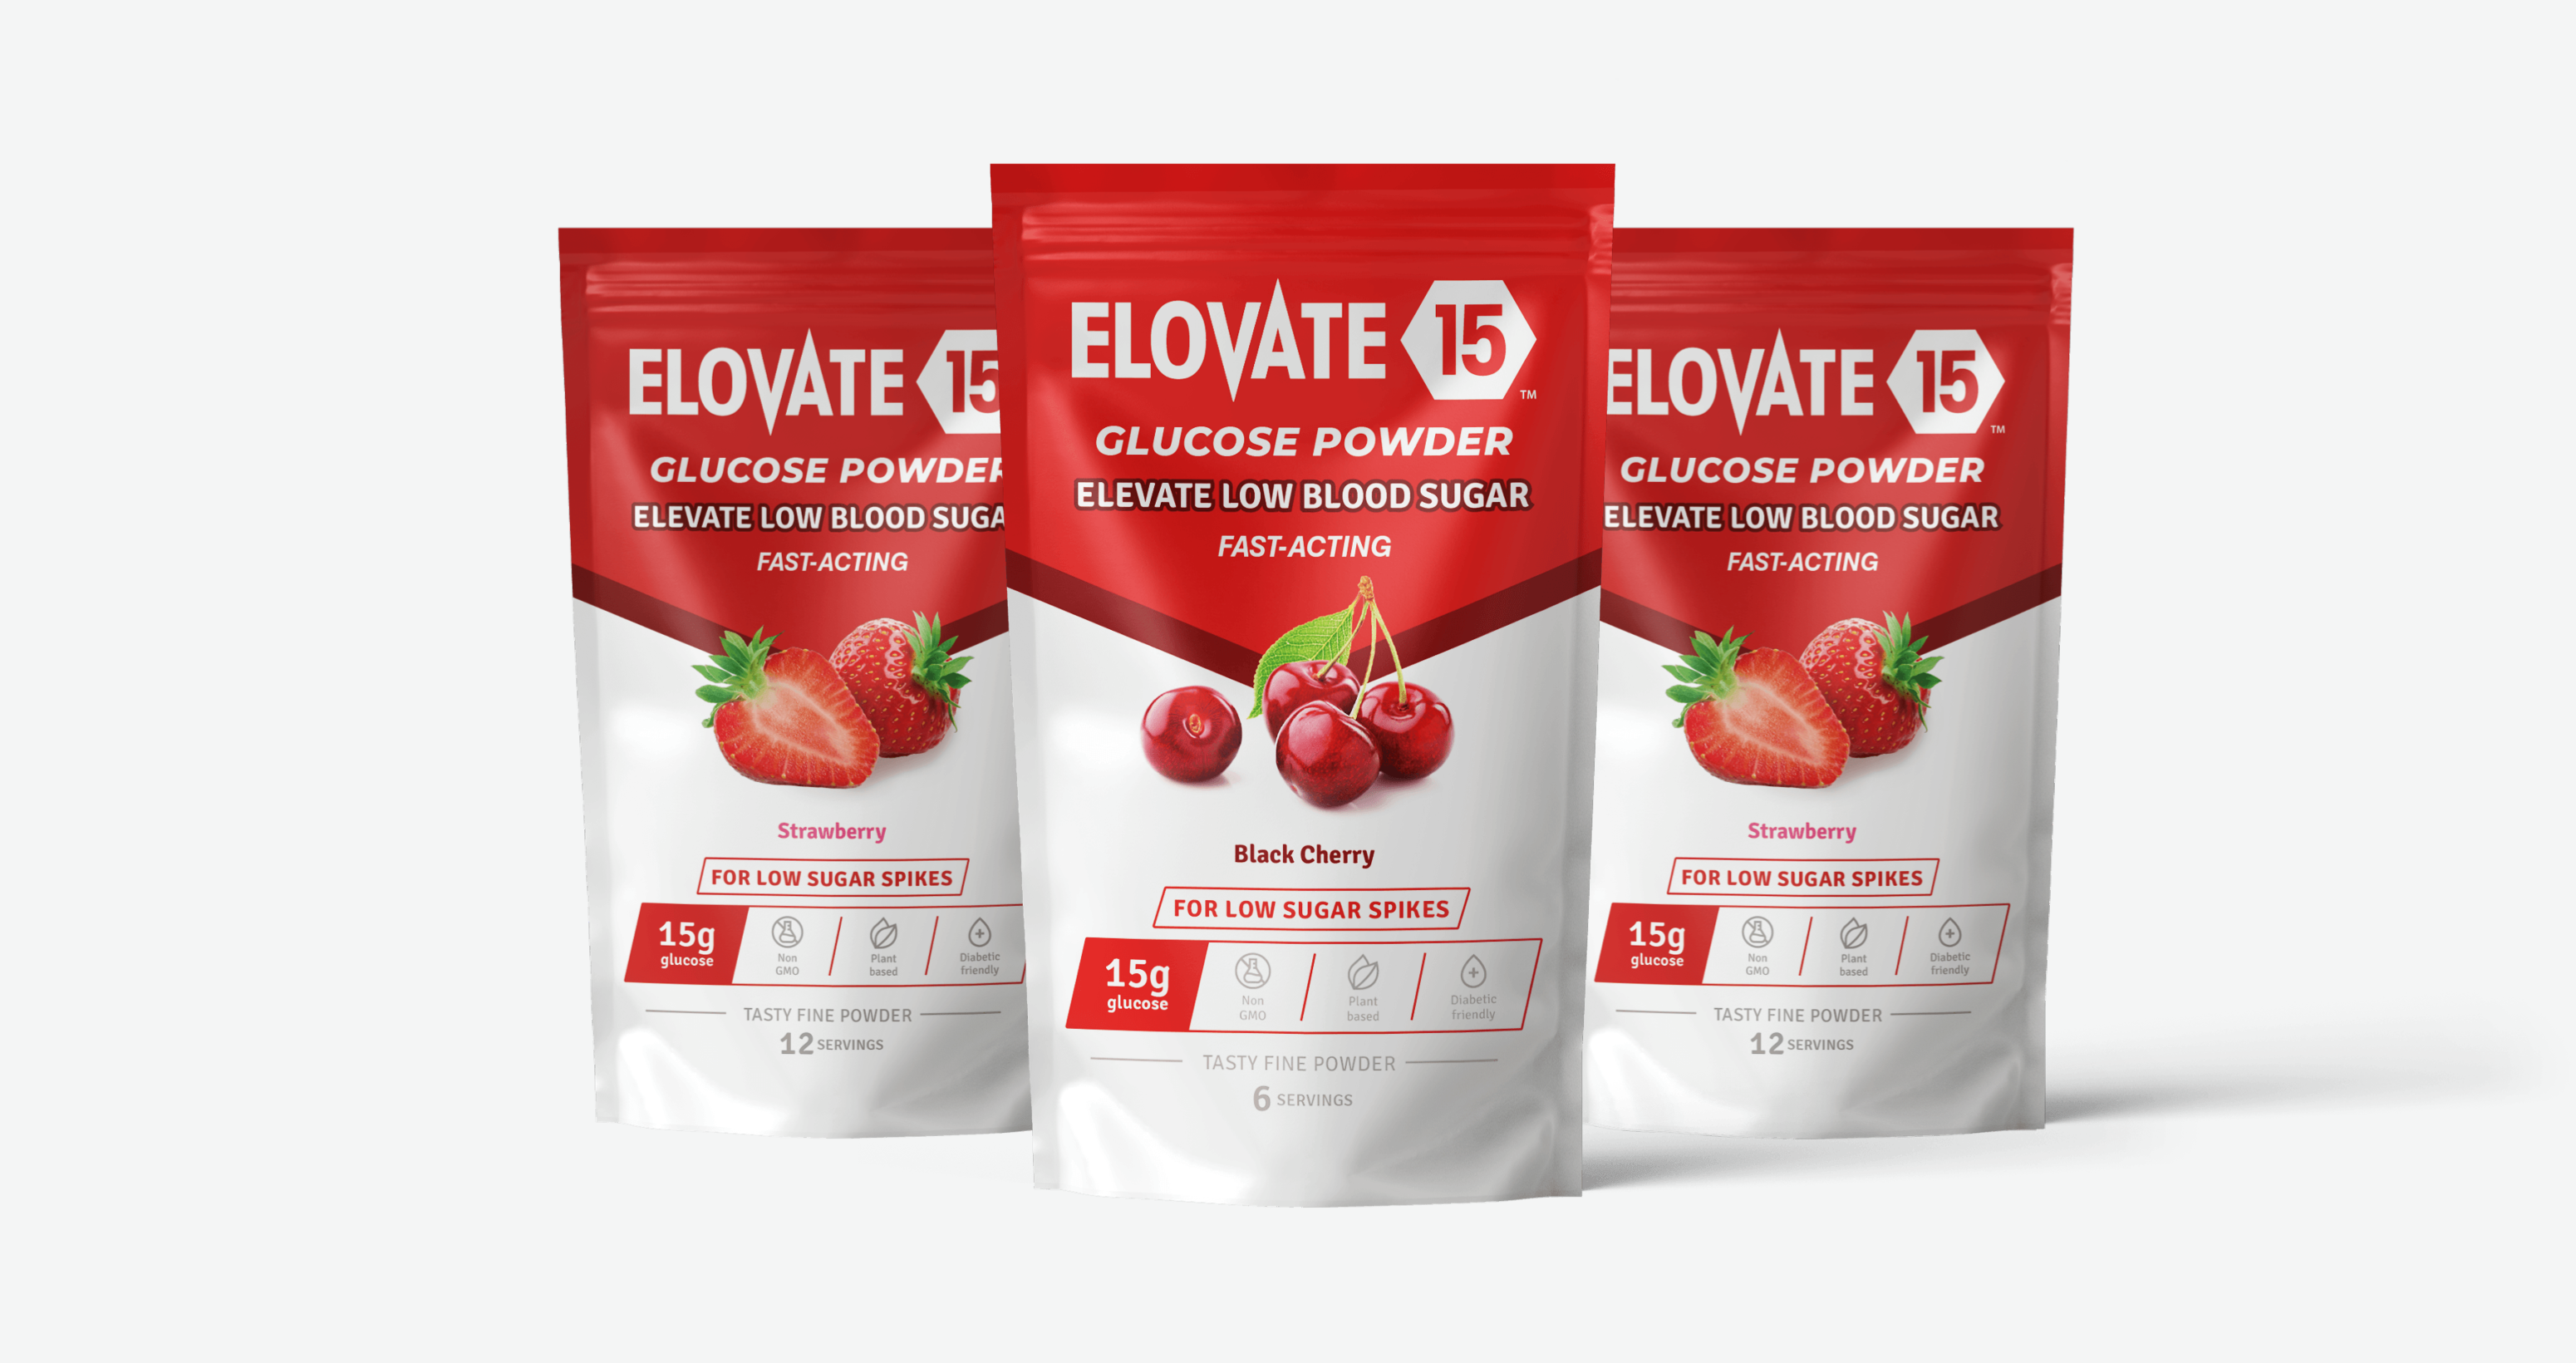 ELOVATE 15
GLUCOSE POWDER
ELEVATE LOW BLOOD SUGA
FAST-ACTING
Strawberry
FOR LOW SUGAR SPIKES
15g
glucose
Non
GMO
Plant
based
Diabetic
friendly
TASTY FINE POWDER
12 SERVINGS
ELOVATE 15
TM
GLUCOSE POWDER
ELEVATE LOW BLOOD SUGAR
FAST-ACTING
Black Cherry
FOR LOW SUGAR SPIKES
15g
glucose
Non
GMO
Plant
based
Diabetic
friendly
TASTY FINE POWDER
6 SERVINGS
ELOVATE 15
TM
GLUCOSE POWDER
ELEVATE LOW BLOOD SUGAR
FAST-ACTING
Strawberry
FOR LOW SUGAR SPIKES
15g
glucose
Non
GMO
Plant
based
Diabetic
friendly
TASTY FINE POWDER
12 SERVINGS